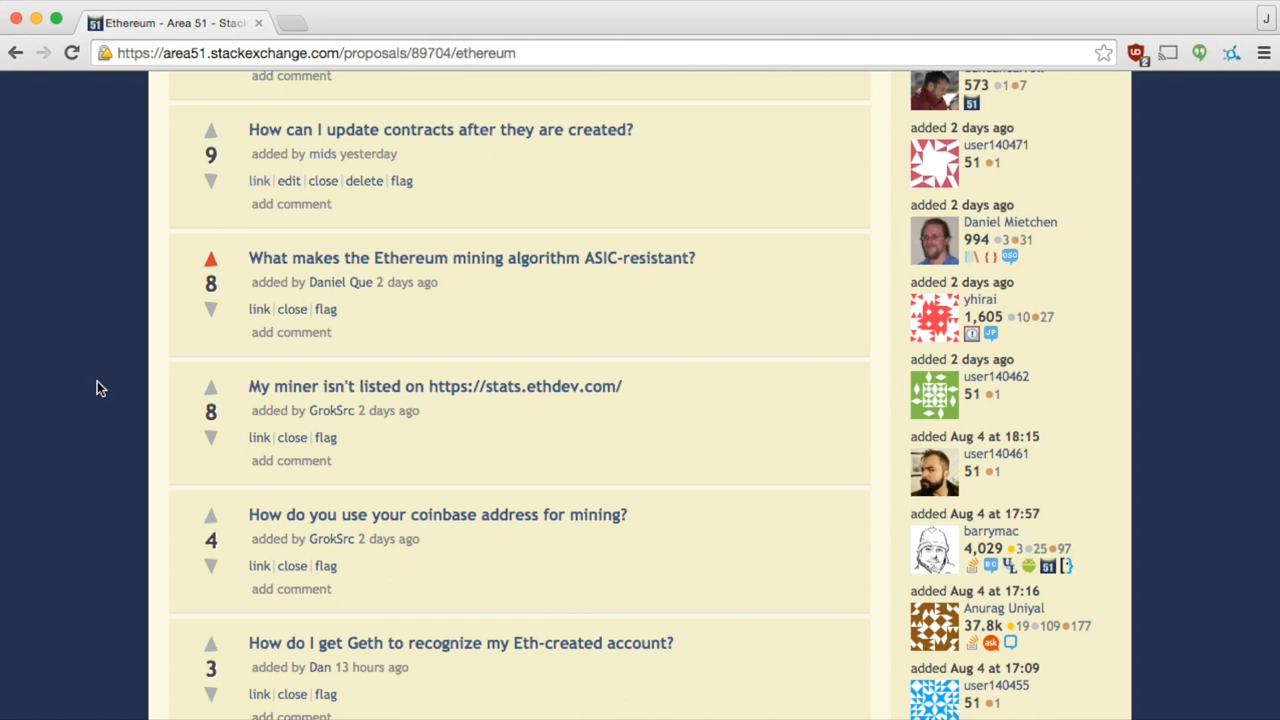 Ethereum - Area 51 - Stac
J
https://area51.stackexchange.com/proposals/89704/ethereum
2
add comment
How can I update contracts after they are created?
9
added by mids yesterday
link edit close delete flag
add comment
What makes the Ethereum mining algorithm ASIC-resistant?
8
added by Daniel Que 2 days ago
link close flag
add comment
My miner isn't listed on https://stats.ethdev.com/
8
added by GrokSrc 2 days ago
link close flag
add comment
How do you use your coinbase address for mining?
4
added by GrokSrc 2 days ago
link close flag
add comment
How do I get Geth to recognize my Eth-created account?
3
added by Dan 13 hours ago
link close flag
add comment
573 1 7
51
added 2 days ago
user140471
51 1
added 2 days ago
Daniel Mietchen
994 3 31
added 2 days ago
yhirai
1,605 10 27
added 2 days ago
user140462
51 1
added Aug 4 at 18:15
user140461
51 1
added Aug 4 at 17:57
barrymac
4,029 3 25 97
added Aug 4 at 17:16
Anurag Uniyal
37.8k 19 109 177
added Aug 4 at 17:09
user140455
51 1